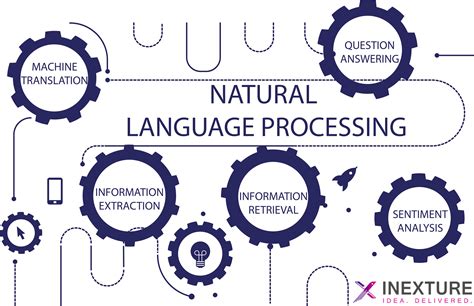 MACHINE
TRANSLATION
QUESTION
ANSWERING
NATURAL
LANGUAGE PROCESSING
INFORMATION
EXTRACTION
INFORMATION
RETRIEVAL
SENTIMENT
ANALYSIS
INEXTURE
IDEA. DELIVERED.